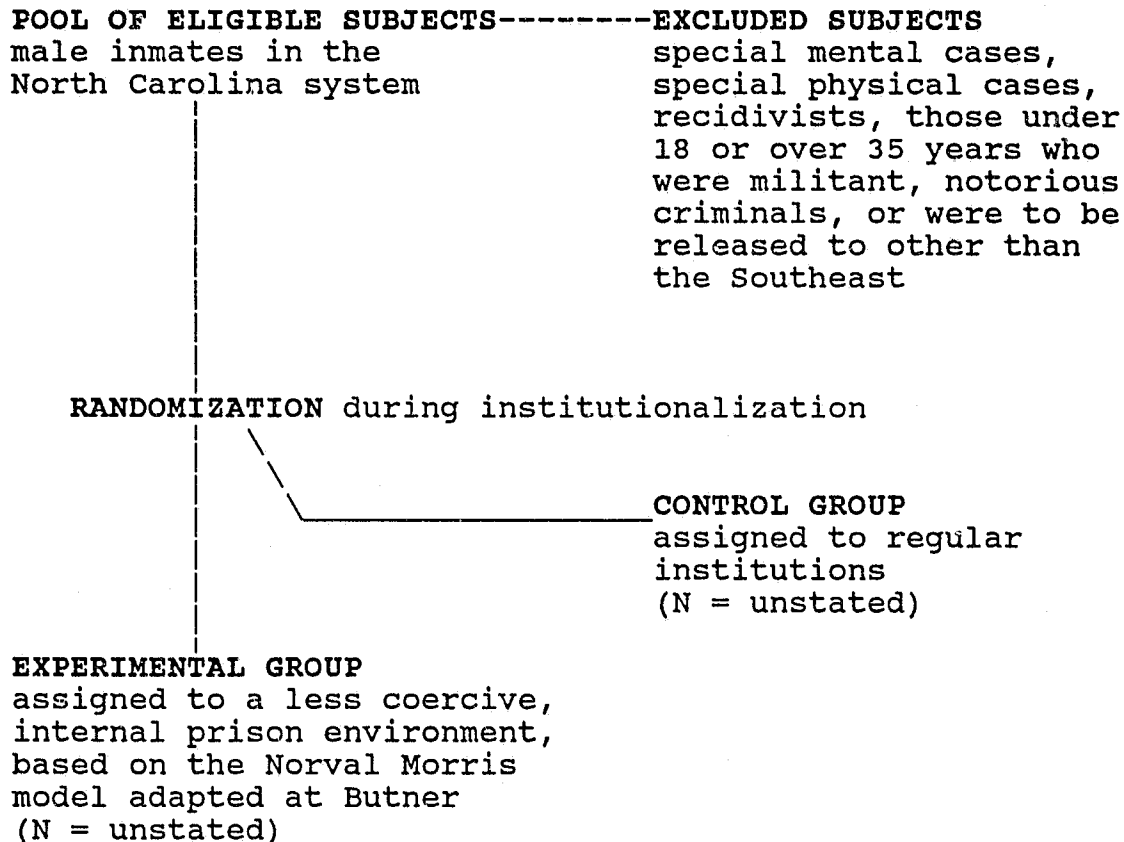 POOL OF ELIGIBLE SUBJECTS--------EXCLUDED SUBJECTS
male inmates in the
North Carolina system
special mental cases,
special physical cases,
recidivists, those under
18 or over 35 years who
were militant, notorious
criminals, or were to be
released to other than
the Southeast
RANDOMIZATION during institutionalization
CONTROL GROUP
assigned to regular
institutions
(N = unstated)
EXPERIMENTAL GROUP
assigned to a less coercive,
internal prison environment,
based on the Norval Morris
model adapted at Butner
(N = unstated)